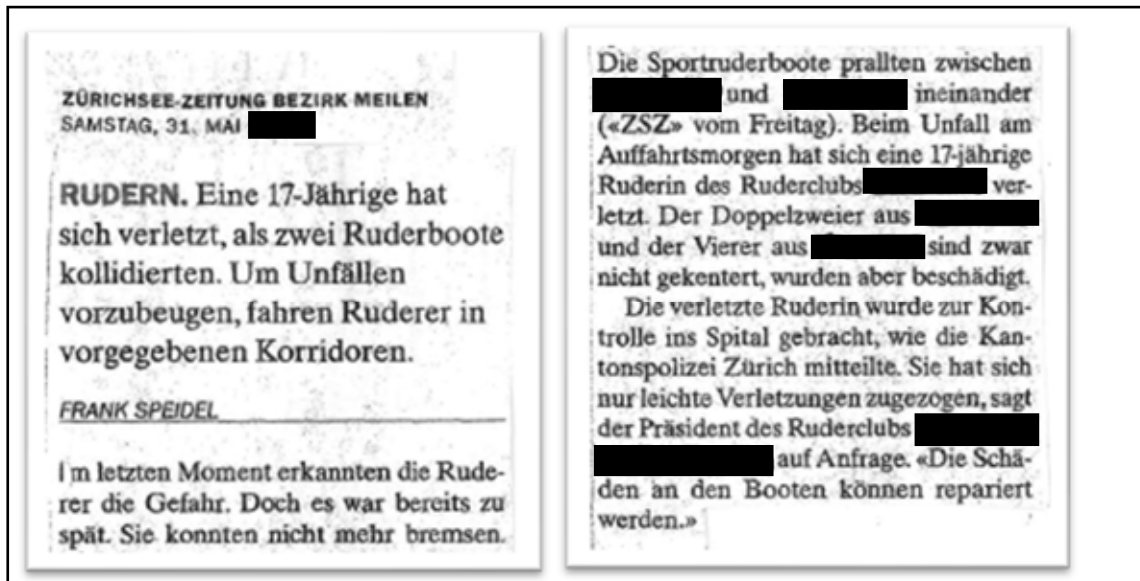 ZÜRICHSEE-ZEITUNG BEZIRK MEILEN
SAMSTAG, 31. MAI
RUDERN. Eine 17-Jährige hat
sich verletzt, als zwei Ruderboote
kollidierten. Um Unfällen
vorzubeugen, fahren Ruderer in
vorgegebenen Korridoren.
FRANK SPEIDEL
Im letzten Moment erkannten die Rude-
rer die Gefahr. Doch es war bereits zu
spät. Sie konnten nicht mehr bremsen.
Die Sportruderboote prallten zwischen
und ineinander
(«ZSZ» vom Freitag). Beim Unfall am
Auffahrtsmorgen hat sich eine 17-jährige
Ruderin des Ruderclubs ver-
letzt. Der Doppelzweier aus
und der Vierer aus sind zwar
nicht gekentert, wurden aber beschädigt.
Die verletzte Ruderin wurde zur Kon-
trolle ins Spital gebracht, wie die Kan-
tonspolizei Zürich mitteilte. Sie hat sich
nur leichte Verletzungen zugezogen, sagt
der Präsident des Ruderclubs
auf Anfrage. «Die Schä-
den an den Booten können repariert
werden.»